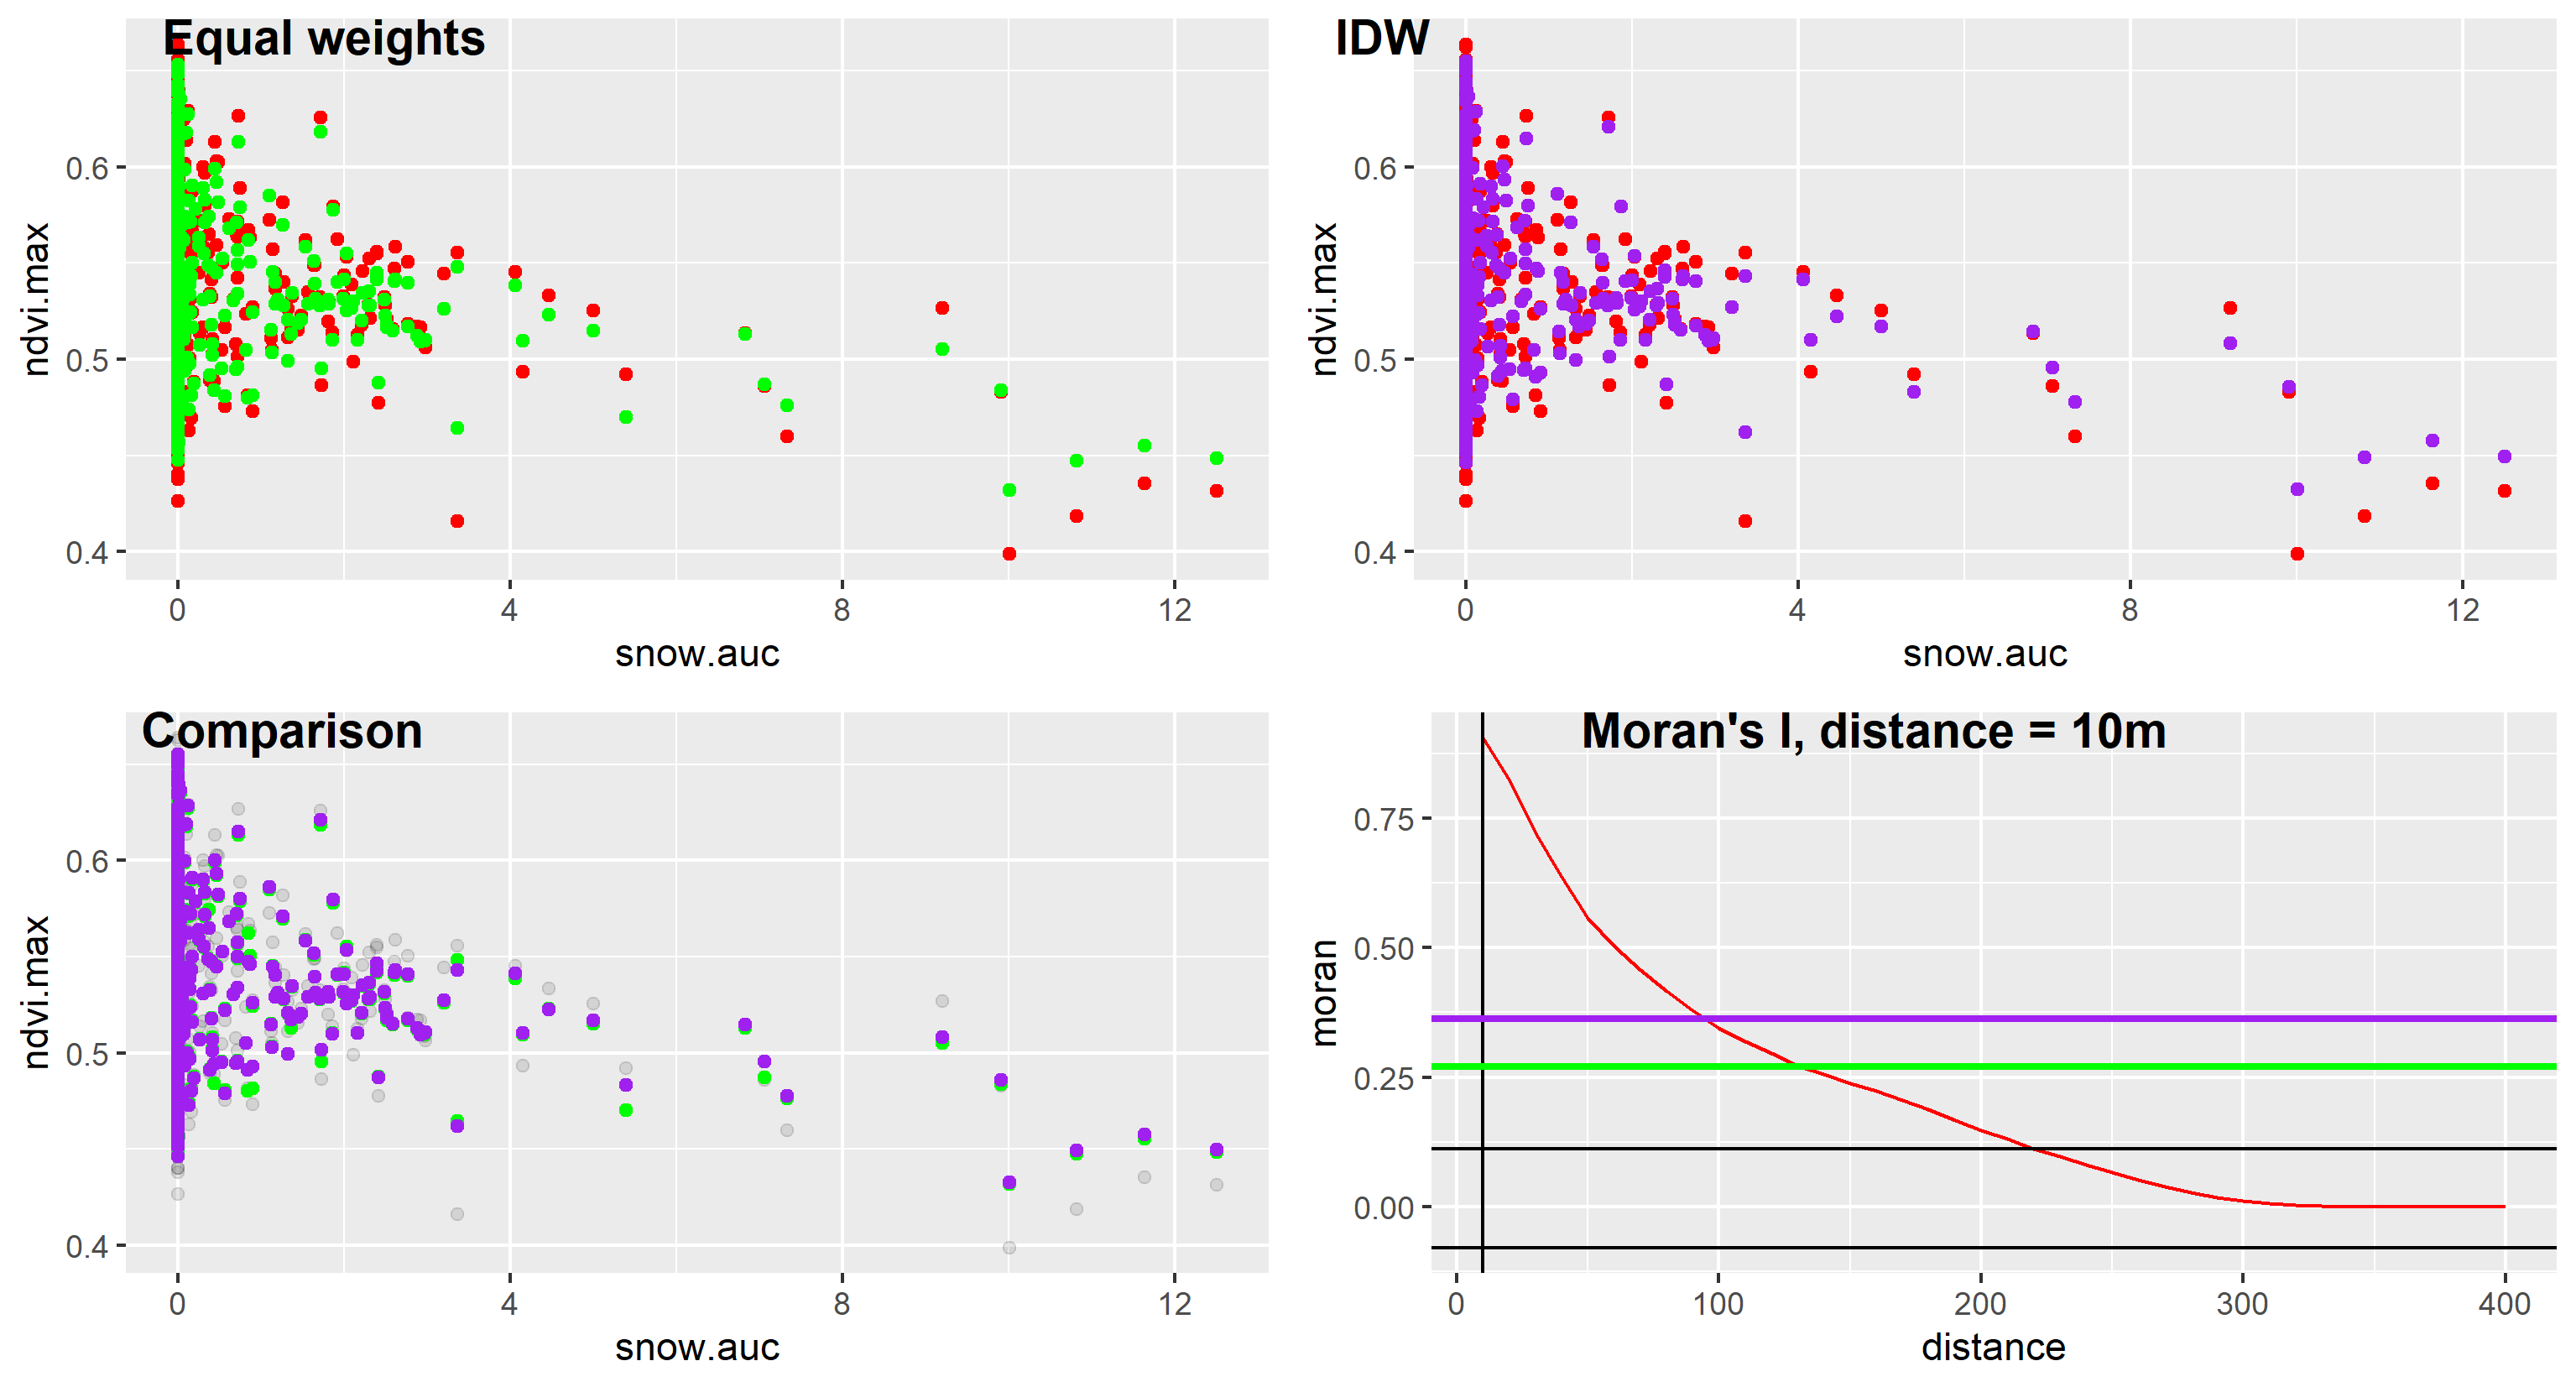 Equal weights
0.6
0.5
0.4
ndvi.max
0 4 8 12
snow.auc
IDW
0.6
0.5
0.4
ndvi.max
0 4 8 12
snow.auc
Comparison
0.6
0.5
0.4
ndvi.max
0 4 8 12
snow.auc
Moran's I, distance = 10m
0.75
0.50
0.25
0.00
moran
0 100 200 300 400
distance